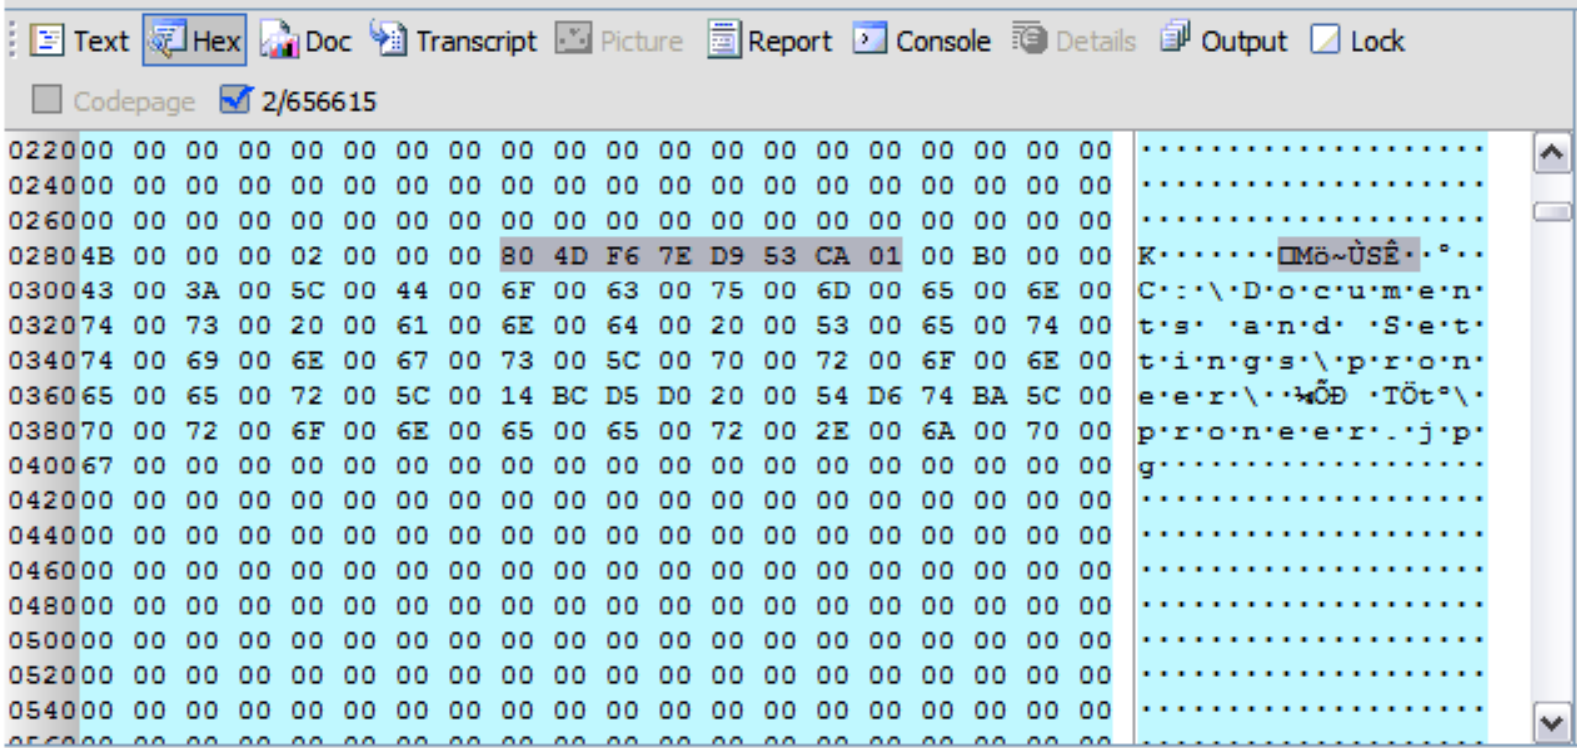 Text Hex Doc Transcript Picture Report Console Details Output Lock
Codepage 2/656615
0220 00 00 00 00 00 00 00 00 00 00 00 00 00 00 00 00 00 00 00 00 ····················
0240 00 00 00 00 00 00 00 00 00 00 00 00 00 00 00 00 00 00 00 00 ····················
0260 00 00 00 00 00 00 00 00 00 00 00 00 00 00 00 00 00 00 00 00 ····················
0280 4B 00 00 00 02 00 00 00 80 4D F6 7E D9 53 CA 01 00 B0 00 00 K·······□Mö~ÙSÊ··°··
0300 43 00 3A 00 5C 00 44 00 6F 00 63 00 75 00 6D 00 65 00 6E 00 C·:·\·D·o·c·u·m·e·n·
0320 74 00 73 00 20 00 61 00 6E 00 64 00 20 00 53 00 65 00 74 00 t·s· ·a·n·d· ·S·e·t·
0340 74 00 69 00 6E 00 67 00 73 00 5C 00 70 00 72 00 6F 00 6E 00 t·i·n·g·s·\·p·r·o·n·
0360 65 00 65 00 72 00 5C 00 14 BC D5 D0 20 00 54 D6 74 BA 5C 00 e·e·r·\··¼ÕÐ ·TÖtº\·
0380 70 00 72 00 6F 00 6E 00 65 00 65 00 72 00 2E 00 6A 00 70 00 p·r·o·n·e·e·r·.·j·p·
0400 67 00 00 00 00 00 00 00 00 00 00 00 00 00 00 00 00 00 00 00 g···················
0420 00 00 00 00 00 00 00 00 00 00 00 00 00 00 00 00 00 00 00 00 ····················
0440 00 00 00 00 00 00 00 00 00 00 00 00 00 00 00 00 00 00 00 00 ····················
0460 00 00 00 00 00 00 00 00 00 00 00 00 00 00 00 00 00 00 00 00 ····················
0480 00 00 00 00 00 00 00 00 00 00 00 00 00 00 00 00 00 00 00 00 ····················
0500 00 00 00 00 00 00 00 00 00 00 00 00 00 00 00 00 00 00 00 00 ····················
0520 00 00 00 00 00 00 00 00 00 00 00 00 00 00 00 00 00 00 00 00 ····················
0540 00 00 00 00 00 00 00 00 00 00 00 00 00 00 00 00 00 00 00 00 ····················